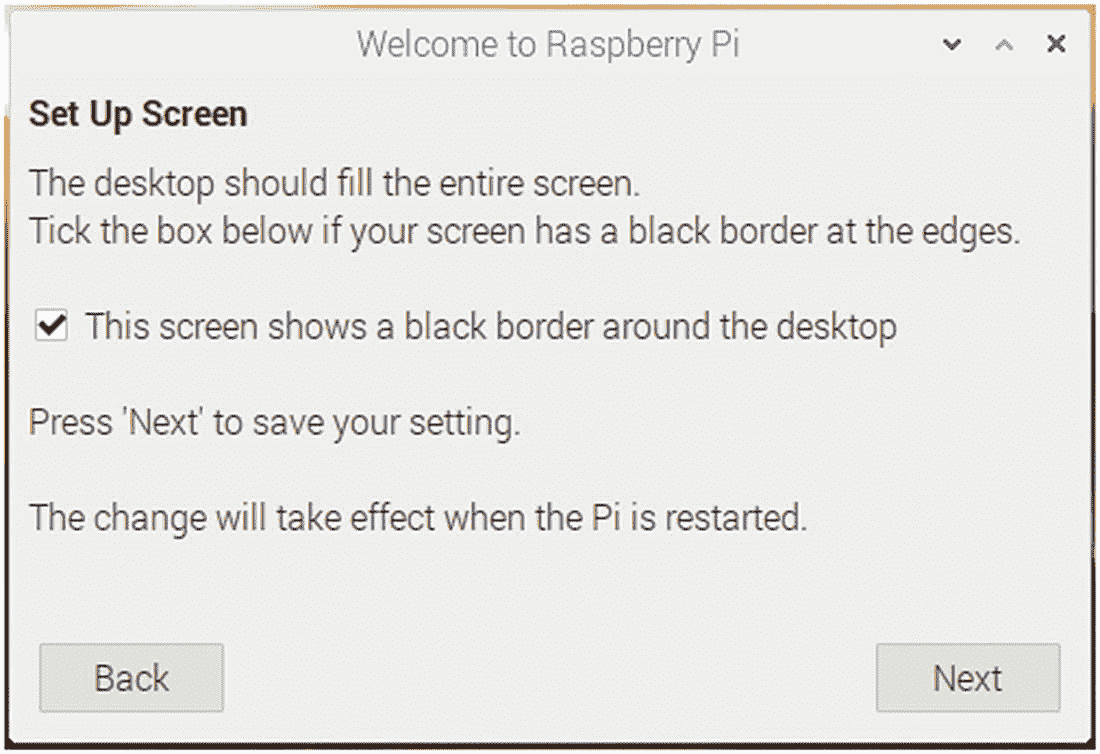 Welcome to Raspberry Pi
Set Up Screen
The desktop should fill the entire screen.
Tick the box below if your screen has a black border at the edges.
This screen shows a black border around the desktop
Press 'Next' to save your setting.
The change will take effect when the Pi is restarted.
Back
Next